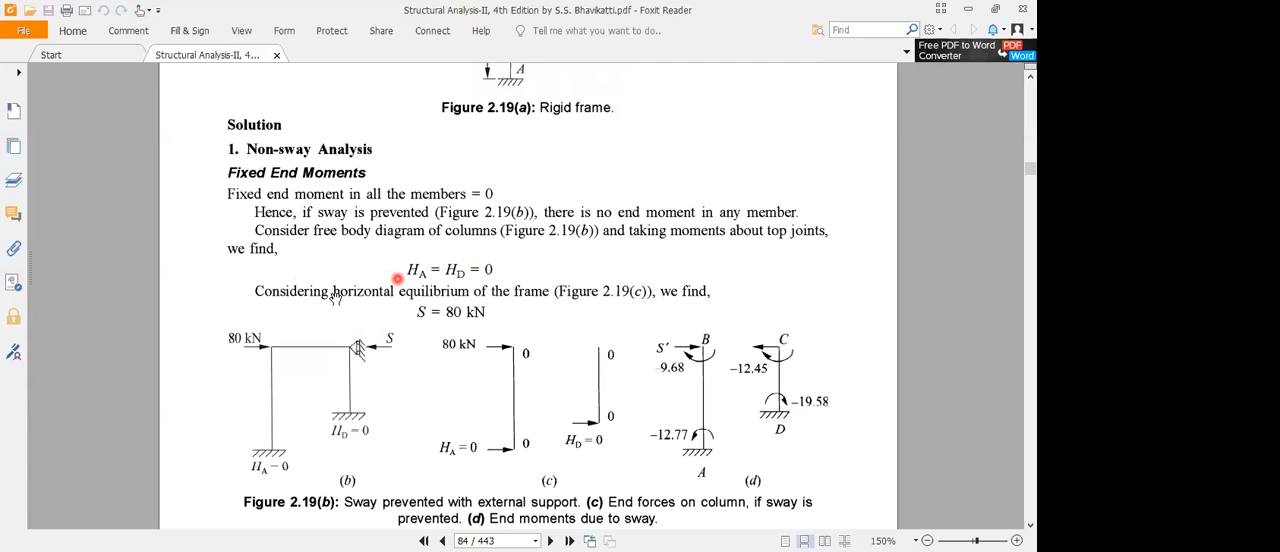 Structural Analysis-II, 4th Edition by S.S. Bhavikatti.pdf - Foxit Reader
File Home Comment Fill & Sign View Form Protect Share Connect Help Tell me what you want to do.. Find
Start Structural Analysis-II, 4... ×
Free PDF to Word Converter PDF Word
A
Figure 2.19(a): Rigid frame.
Solution
1. Non-sway Analysis
Fixed End Moments
Fixed end moment in all the members = 0
Hence, if sway is prevented (Figure 2.19(b)), there is no end moment in any member.
Consider free body diagram of columns (Figure 2.19(b)) and taking moments about top joints,
we find,
H_A = H_D = 0
Considering horizontal equilibrium of the frame (Figure 2.19(c)), we find,
S = 80 kN
80 kN S 80 kN 0 0 S′ B C
-9.68 -12.45
0 -19.58
H_D = 0 H_A = 0 0 H_D = 0 -12.77 D
H_A - 0 A
(b) (c) (d)
Figure 2.19(b): Sway prevented with external support. (c) End forces on column, if sway is
prevented. (d) End moments due to sway.
84 / 443 150%